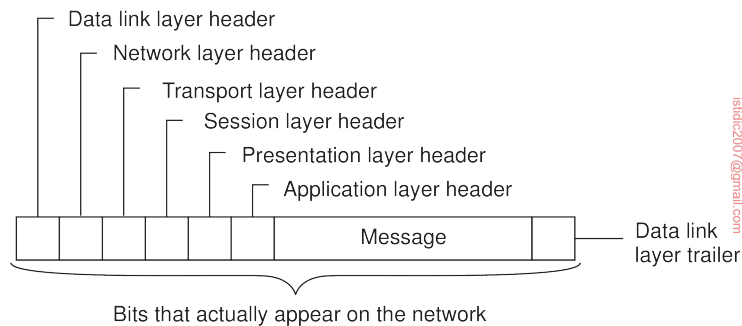 Data link layer header
Network layer header
Transport layer header
Session layer header
Presentation layer header
Application layer header
Message
Data link
layer trailer
Bits that actually appear on the network
istidic2007@gmail.com